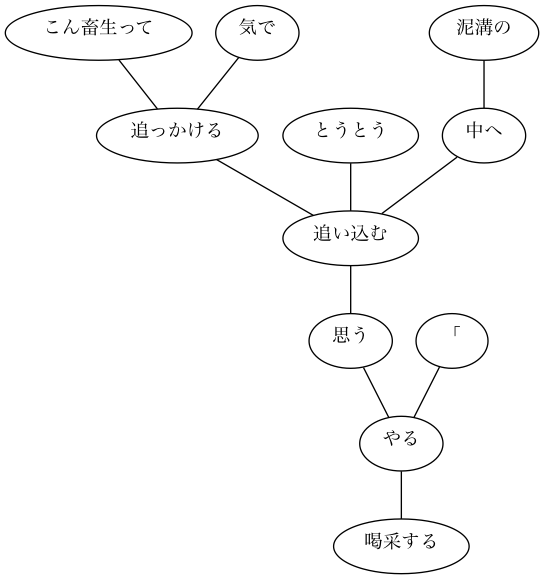 こん畜生って
気で
泥溝の
追っかける
とうとう
中へ
追い込む
思う
「
やる
喝采する